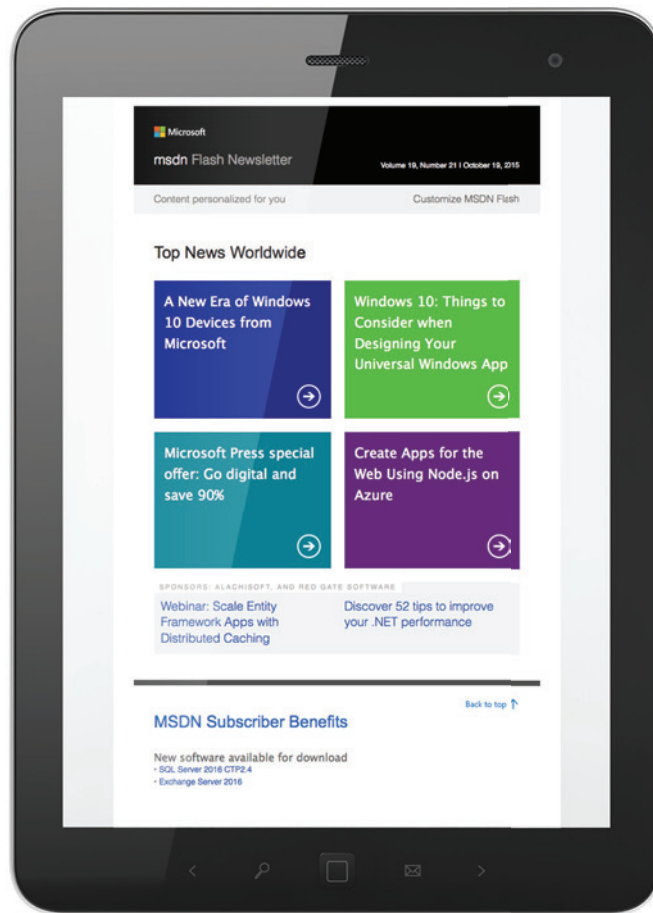 Microsoft
msdn Flash Newsletter
Volume 19, Number 21 I October 19, 2015
Content personalized for you
Customize MSDN Flash
Top News Worldwide
A New Era of Windows
10 Devices from
Microsoft
Windows 10: Things to
Consider when
Designing Your
Universal Windows App
Microsoft Press special
offer: Go digital and
save 90%
Create Apps for the
Web Using Node.js on
Azure
SPONSORS: ALACHISOFT, AND RED GATE SOFTWARE
Webinar: Scale Entity
Framework Apps with
Distributed Caching
Discover 52 tips to improve
your .NET performance
Back to top
MSDN Subscriber Benefits
New software available for download
- SQL Server 2016 CTP2.4
- Exchange Server 2016